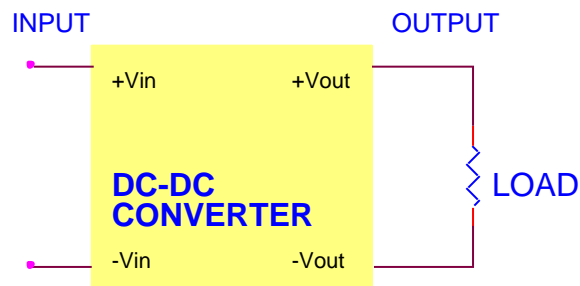 INPUT
OUTPUT
+Vin
+Vout
DC-DC
CONVERTER
LOAD
-Vin
-Vout